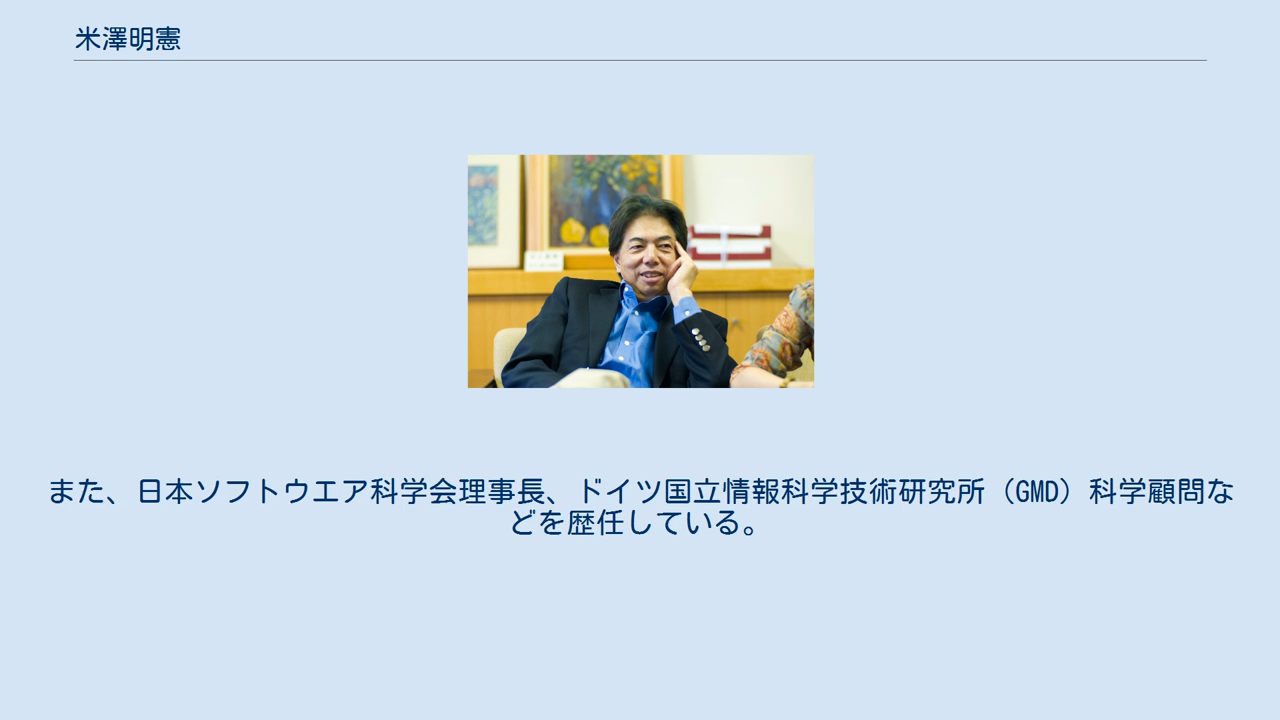 米澤明憲
また、日本ソフトウエア科学会理事長、ドイツ国立情報科学技術研究所（GMD）科学顧問な
どを歴任している。